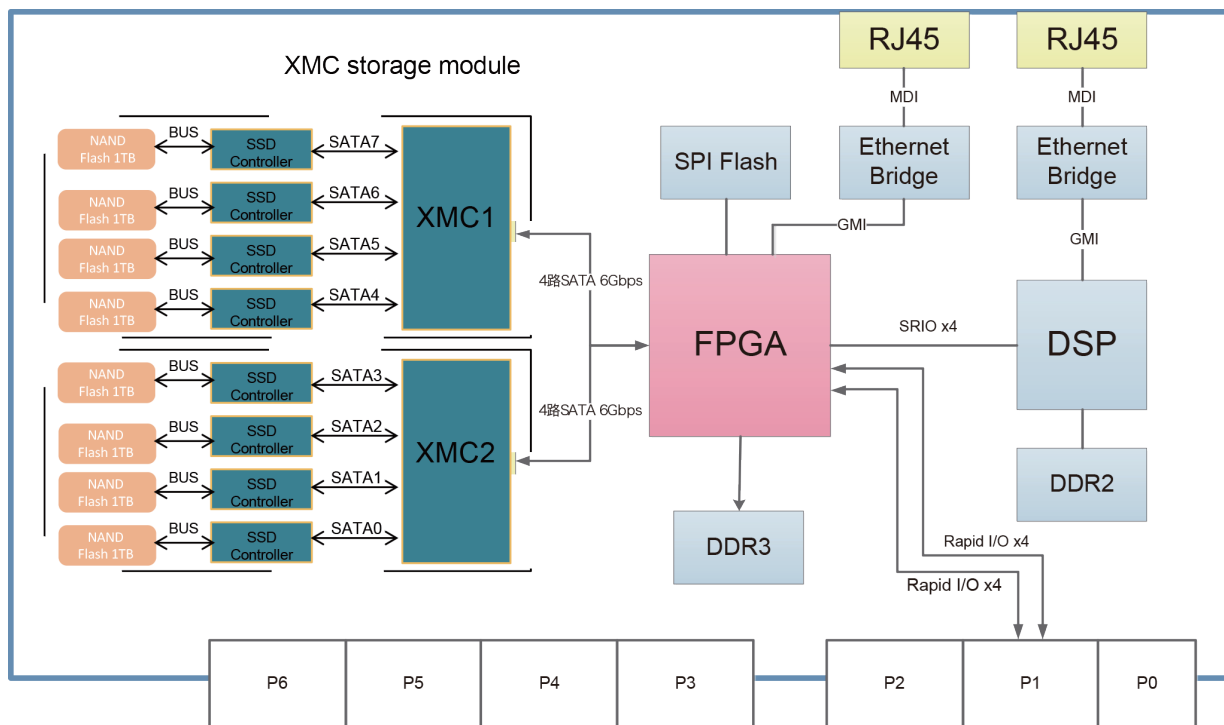 XMC storage module
RJ45
RJ45
MDI
MDI
NAND
Flash 1TB
BUS
SSD
Controller
SATA7
NAND
Flash 1TB
BUS
SSD
Controller
SATA6
NAND
Flash 1TB
BUS
SSD
Controller
SATA5
NAND
Flash 1TB
BUS
SSD
Controller
SATA4
XMC1
4路SATA 6Gbps
SPI Flash
Ethernet
Bridge
Ethernet
Bridge
GMI
GMI
FPGA
SRIO x4
DSP
NAND
Flash 1TB
BUS
SSD
Controller
SATA3
NAND
Flash 1TB
BUS
SSD
Controller
SATA2
NAND
Flash 1TB
BUS
SSD
Controller
SATA1
NAND
Flash 1TB
BUS
SSD
Controller
SATA0
XMC2
4路SATA 6Gbps
DDR3
DDR2
Rapid I/O x4
Rapid I/O x4
P6
P5
P4
P3
P2
P1
P0